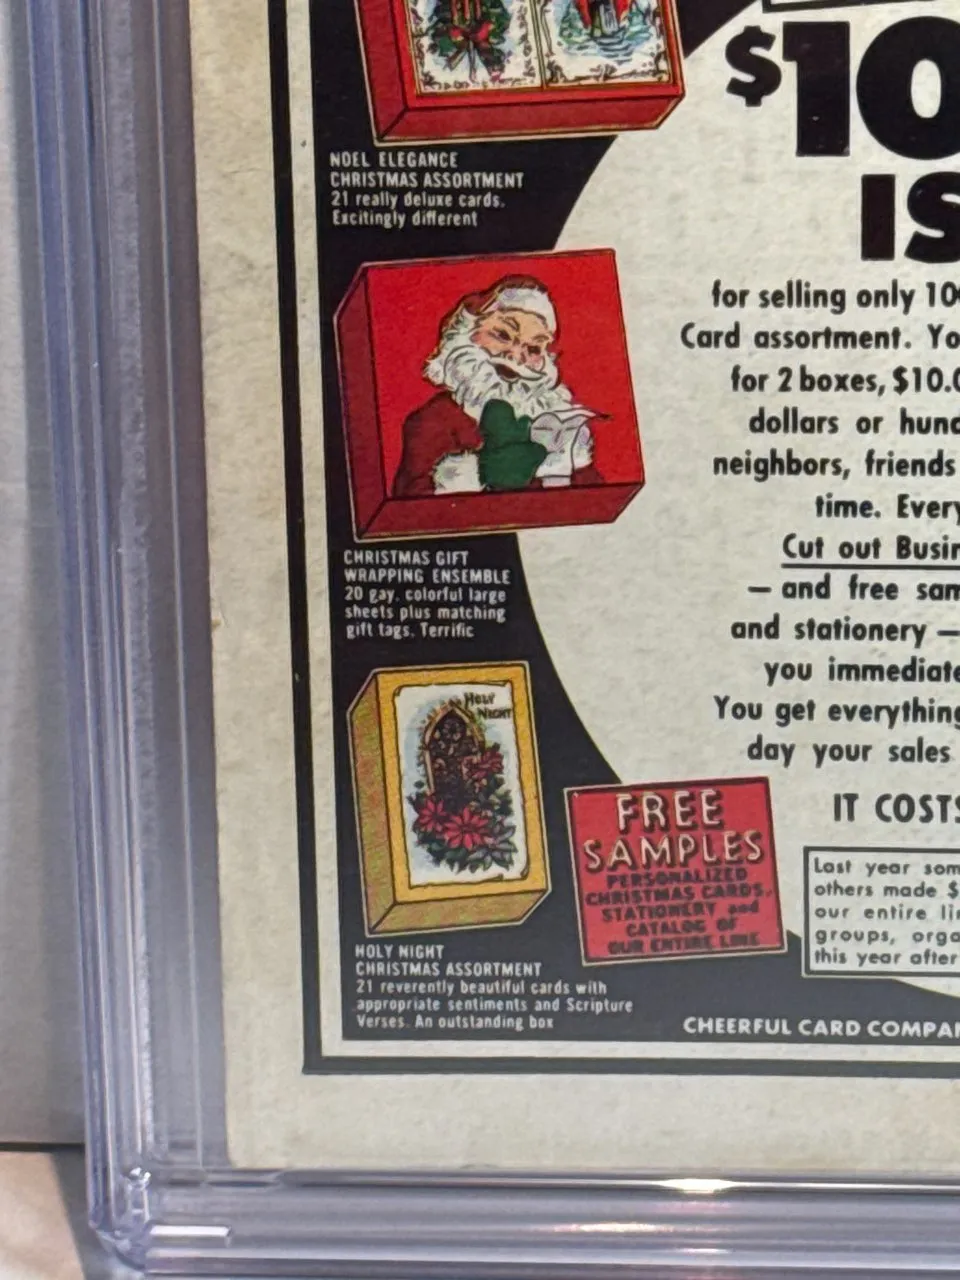 NOEL ELEGANCE
CHRISTMAS ASSORTMENT
21 really deluxe cards.
Excitingly different
CHRISTMAS GIFT
WRAPPING ENSEMBLE
20 gay, colorful large
sheets plus matching
gift tags. Terrific
HOLY
NIGHT
HOLY NIGHT
CHRISTMAS ASSORTMENT
21 reverently beautiful cards with
appropriate sentiments and Scripture
Verses. An outstanding box
FREE
SAMPLES
PERSONALIZED
CHRISTMAS CARDS,
STATIONERY and
CATALOG OF
OUR ENTIRE LINE
$10
IS
for selling only 10
Card assortment. Yo
for 2 boxes, $10.0
dollars or hund
neighbors, friends
time. Every
Cut out Busin
— and free sam
and stationery —
you immediate
You get everything
day your sales
IT COSTS
Last year som
others made $
our entire lin
groups, orga
this year after
CHEERFUL CARD COMPAN